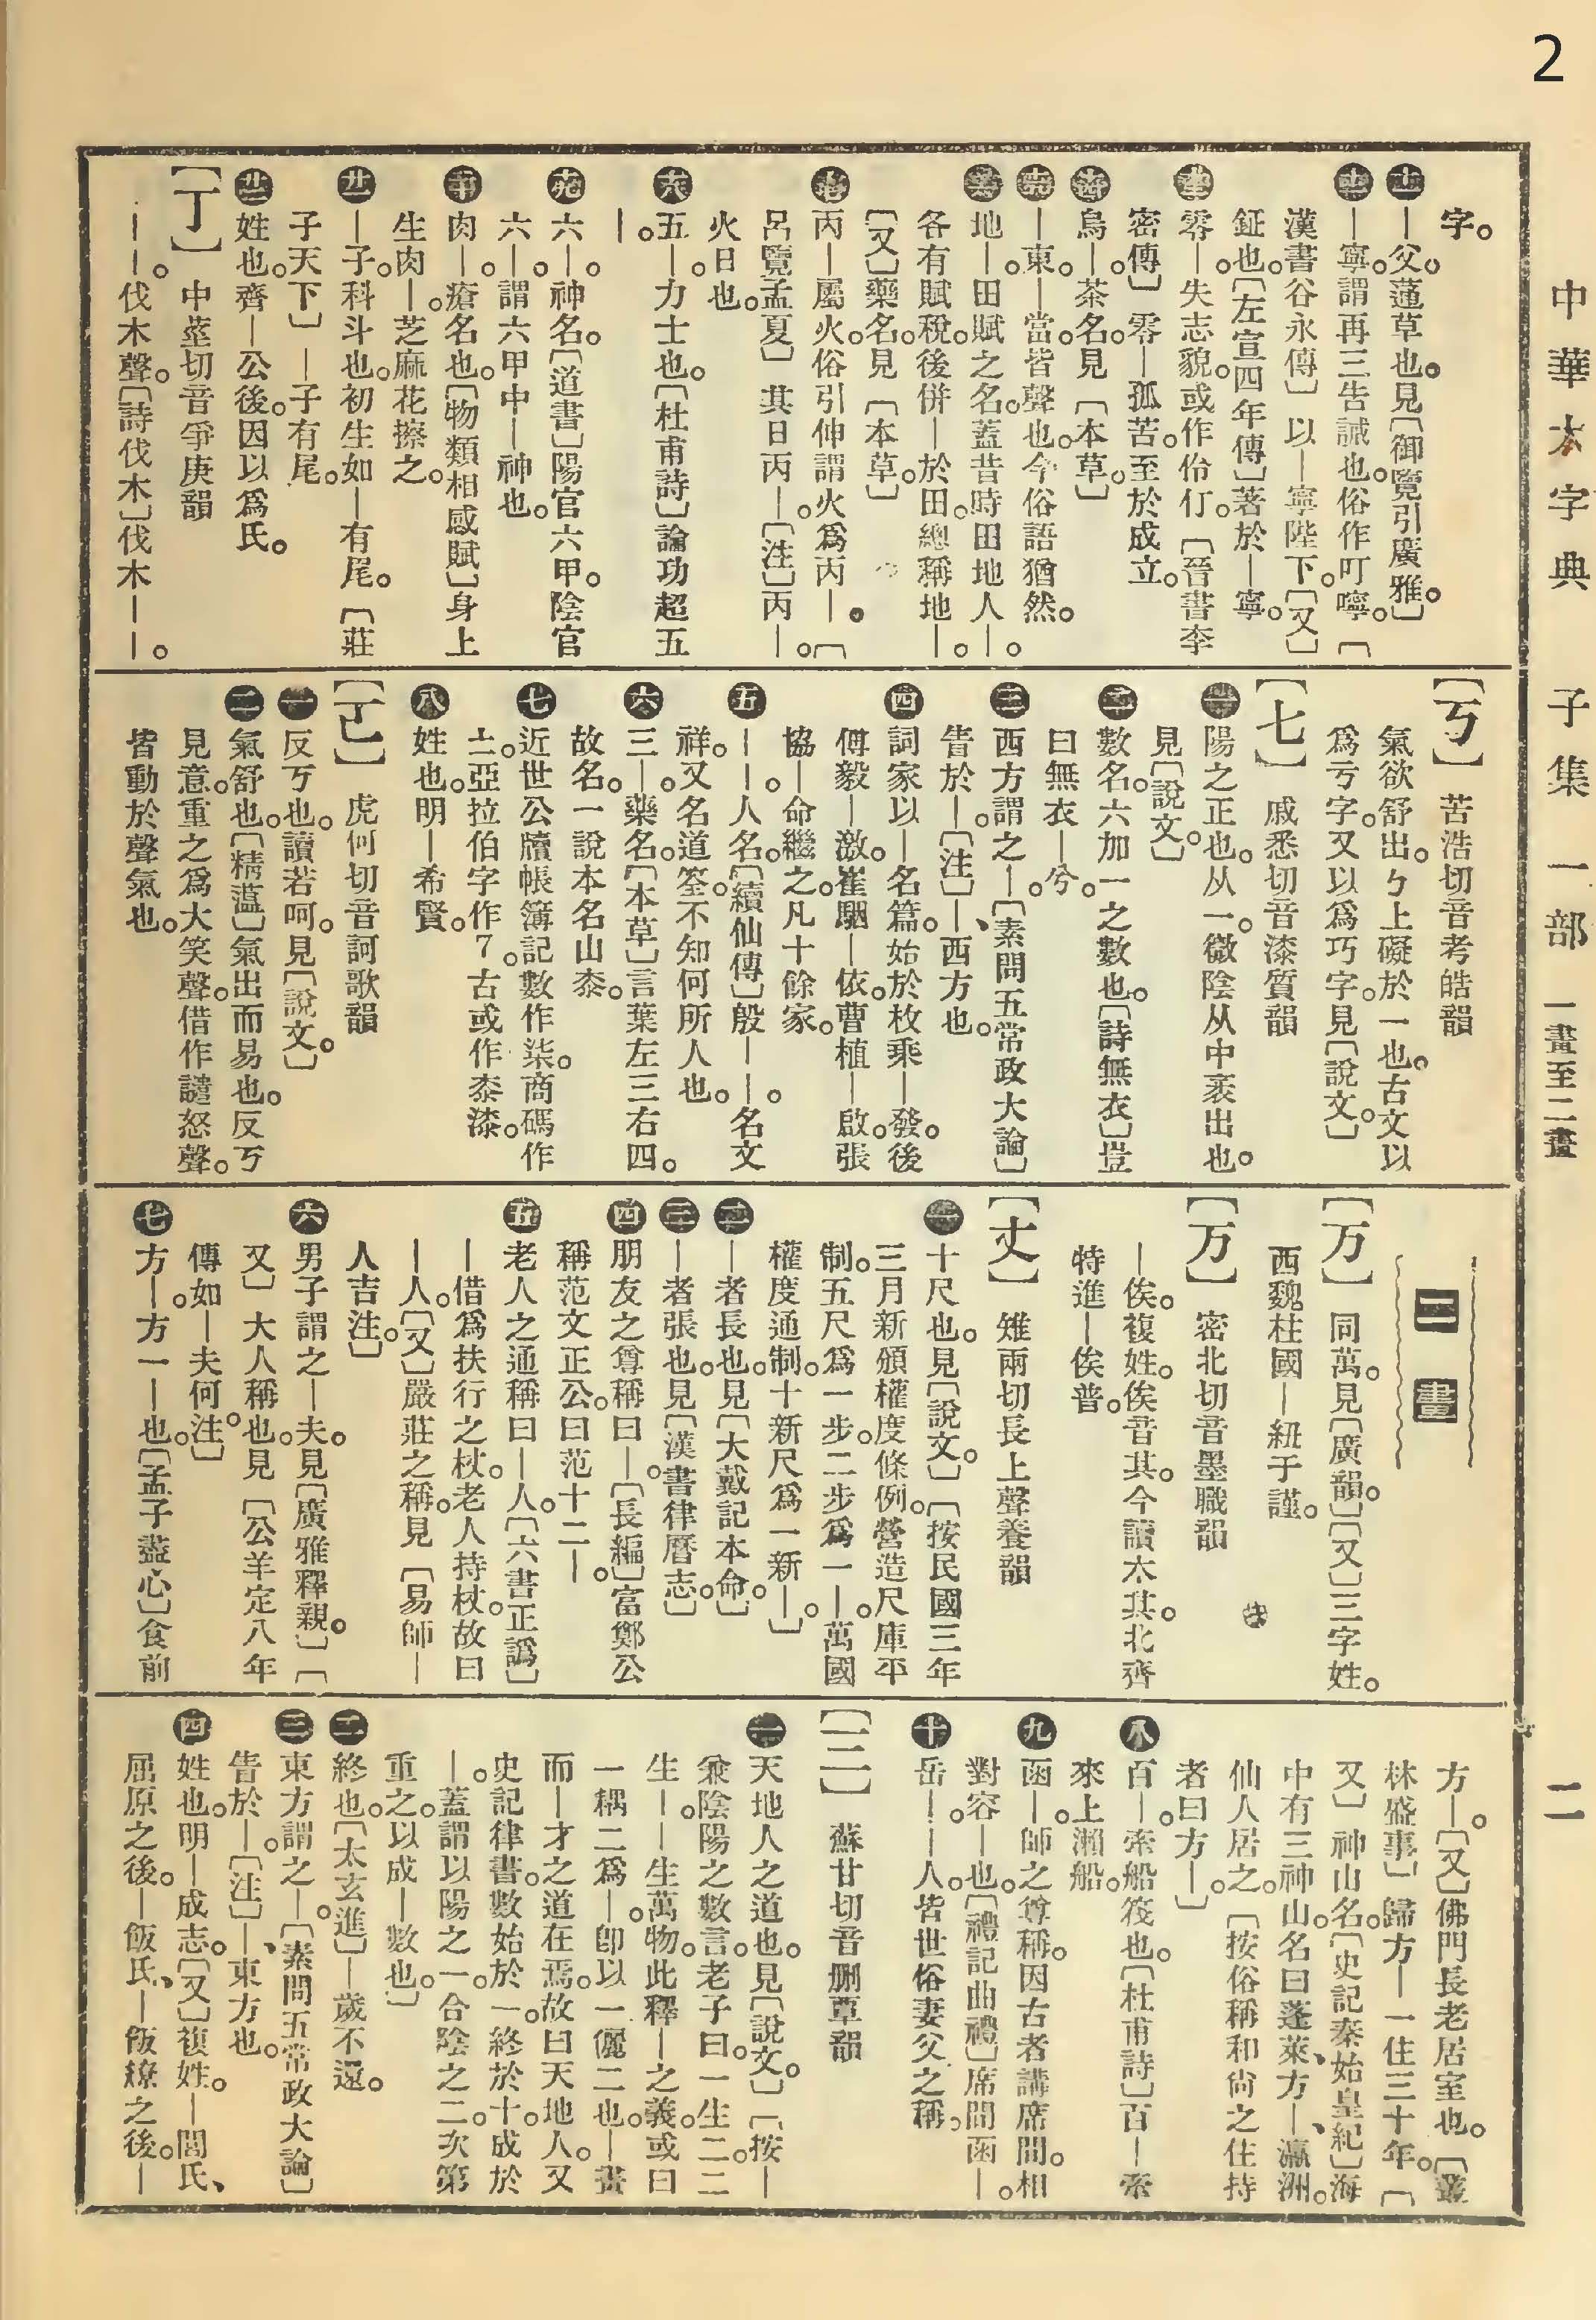 2
中華大字典 子集 一部 一畫至二畫
二
字。
⓫｜父。蓪草也。見〔御覽引廣雅。〕
｜寧。謂再三告誡也。俗作叮嚀。〔
漢書谷永傳〕以｜寧陛下。〔又〕
鉦也。〔左宣四年傳〕著於｜寧。
零｜。失志貌。或作伶仃。〔晉書李
密傳〕零｜孤苦。至於成立。
烏｜。茶名。見〔本草。〕
｜東。｜當。皆聲也。今俗語猶然。
地｜。田賦之名。蓋昔時田地人｜。
各有賦稅。後併｜於田。總稱地｜。
〔又〕藥名。見〔本草。〕
丙｜屬火。俗引伸謂火爲丙｜。〔
呂覽孟夏〕其日丙｜。〔注〕丙｜。
火日也。
五｜。力士也。〔杜甫詩〕論功超五
｜。
六｜。神名。〔道書〕陽官六甲。陰官
六｜。謂六甲中｜神也。
肉｜。瘡名也。〔物類相感賦〕身上
生肉｜。芝麻花擦之。
｜子。科斗也。初生如｜有尾。〔莊
子天下〕｜子有尾。
姓也。齊｜公後。因以爲氏。
〔丁〕 中莖切音爭庚韻
｜｜。伐木聲。〔詩伐木〕伐木｜｜。
〔丂〕 苦浩切音考皓韻
氣欲舒出。ㄅ上礙於一也。古文以
爲亏字。又以爲巧字。見〔說文。〕
〔七〕 戚悉切音漆質韻
㊀陽之正也。从一。微陰从中衺出也。
見〔說文。〕
㊁數名。六加一之數也。〔詩無衣〕豈
曰無衣｜兮。
㊂西方謂之｜。〔素問五常政大論〕
眚於｜。〔注〕｜、西方也。
㊃詞家以｜名篇。始於枚乘｜發。後
傅毅｜激。崔駰｜依。曹植｜啟。張
協｜命繼之。凡十餘家。
㊄｜｜。人名。〔續仙傳〕殷｜｜。名文
祥。又名道筌。不知何所人也。
㊅三｜。藥名。〔本草〕言葉左三右四。
故名。一說本名山桼。
㊆近世公牘帳簿記數作柒。商碼作
〦。亞拉伯字作7。古或作桼漆。
㊇姓也。明｜希賢。
〔𠀀〕 虎何切音訶歌韻
㊀反丂也。讀若呵。見〔說文。〕
㊁氣舒也。〔精薀〕氣出而易也。反丂
見意。重之爲大笑聲。借作譴怒聲。
皆動於聲氣也。
二畫
〔万〕 同萬。見〔廣韻。〕〔又〕三字姓。
西魏柱國｜紐于謹。
〔万〕 密北切音墨職韻
｜俟。複姓。俟音其。今讀木其。北齊
特進｜俟普。
〔丈〕 雉兩切長上聲養韻
㊀十尺也。見〔說文。〕〔按民國三年
三月新頒權度條例。營造尺庫平
制。五尺爲一步。二步爲一｜。萬國
權度通制。十新尺爲一新｜。〕
㊁｜者長也。見〔大戴記本命。〕
㊂｜者張也。見〔漢書律曆志。〕
㊃朋友之尊稱曰｜。〔長編〕富鄭公
稱范文正公。曰范十二｜。
㊄老人之通稱曰｜人。〔六書正譌〕
｜借爲扶行之杖。老人持杖。故曰
｜人。〔又〕嚴莊之稱。見〔易師｜
人吉注。〕
㊅男子謂之｜夫。見〔廣雅釋親。〕〔
又〕大人稱也。見〔公羊定八年
傳如｜夫何注。〕
㊆方｜。方一｜也。〔孟子盡心〕食前
方｜。〔又〕佛門長老居室也。〔叢
林盛事〕歸方｜一住三十年。〔
又〕神山名。〔史記秦始皇紀〕海
中有三神山。名曰蓬萊、方｜、瀛洲。
仙人居之。〔按俗稱和尚之住持
者曰方｜。〕
㊇百｜。牽船筏也。〔杜甫詩〕百｜牽
來上瀨船。
㊈函｜。師之尊稱。因古者講席間。相
對容｜也。〔禮記曲禮〕席間函｜。
㊉岳｜。｜人。皆世俗妻父之稱。
〔三〕 蘇甘切音刪覃韻
㊀天地人之道也。見〔說文。〕〔按｜
兼陰陽之數言。老子曰。一生二。二
生｜。｜生萬物。此釋｜之義。或曰
一耦二爲｜。卽以一儷二也。｜畫
而｜才之道在焉。故曰天地人。又
史記律書。數始於一。終於十。成於
｜。蓋謂以陽之一。合陰之二。次第
重之。以成｜數也。〕
㊁終也。〔太玄進〕｜歲不還。
㊂東方謂之｜。〔素問五常政大論〕
眚於｜。〔注〕｜、東方也。
㊃姓也。明｜成志。〔又〕複姓。｜閭氏、
屈原之後。｜飯氏、｜飯繚之後。｜